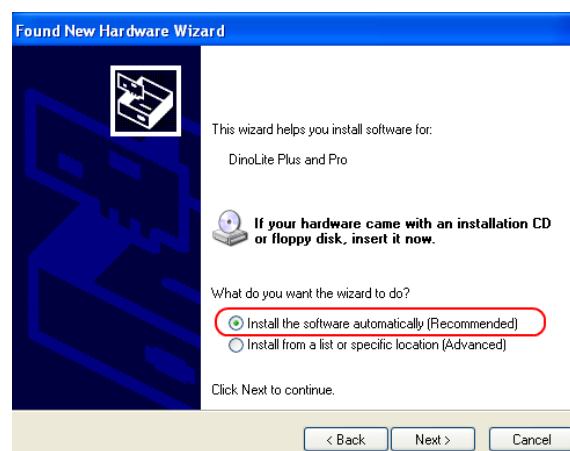 Found New Hardware Wizard
This wizard helps you install software for:
DinoLite Plus and Pro
If your hardware came with an installation CD
or floppy disk, insert it now.
What do you want the wizard to do?
Install the software automatically (Recommended)
Install from a list or specific location (Advanced)
Click Next to continue.
< Back Next > Cancel